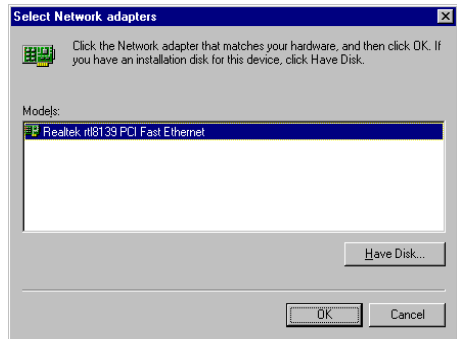 Select Network adapters
Click the Network adapter that matches your hardware, and then click OK. If
you have an installation disk for this device, click Have Disk.
Models:
Realtek rtl8139 PCI Fast Ethernet
Have Disk...
OK
Cancel